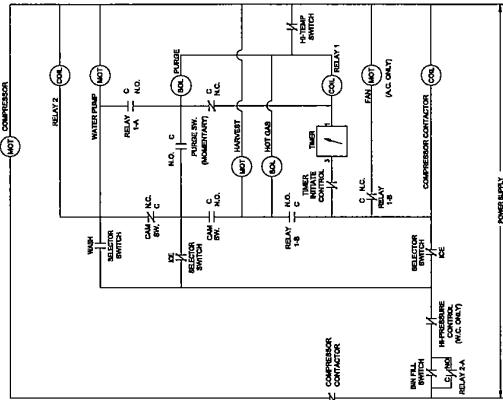 COMPRESSOR
MOT
RELAY 2
COIL
WATER PUMP
MOT
C N.O.
RELAY
1-A
PURGE
SOL
N.O. C
C N.C.
PURGE SW.
(MOMENTARY)
HARVEST
MOT
HOT GAS
SOL
HI-TEMP
SWITCH
RELAY 1
COIL
TIMER
1
3
TIMER
INITIATE
CONTROL
FAN
MOT
(A.C. ONLY)
C N.C.
RELAY
1-B
COMPRESSOR CONTACTOR
COIL
WASH
SELECTOR
SWITCH
N.C.
C
CAM
SW.
ICE
SELECTOR
SWITCH
C N.O.
CAM
SW.
N.O.
C
RELAY
1-B
SELECTOR
SWITCH
ICE
HI-PRESSURE
CONTROL
(W.C. ONLY)
BIN FILL
SWITCH
C NO
RELAY 2-A
COMPRESSOR
CONTACTOR
POWER SUPPLY